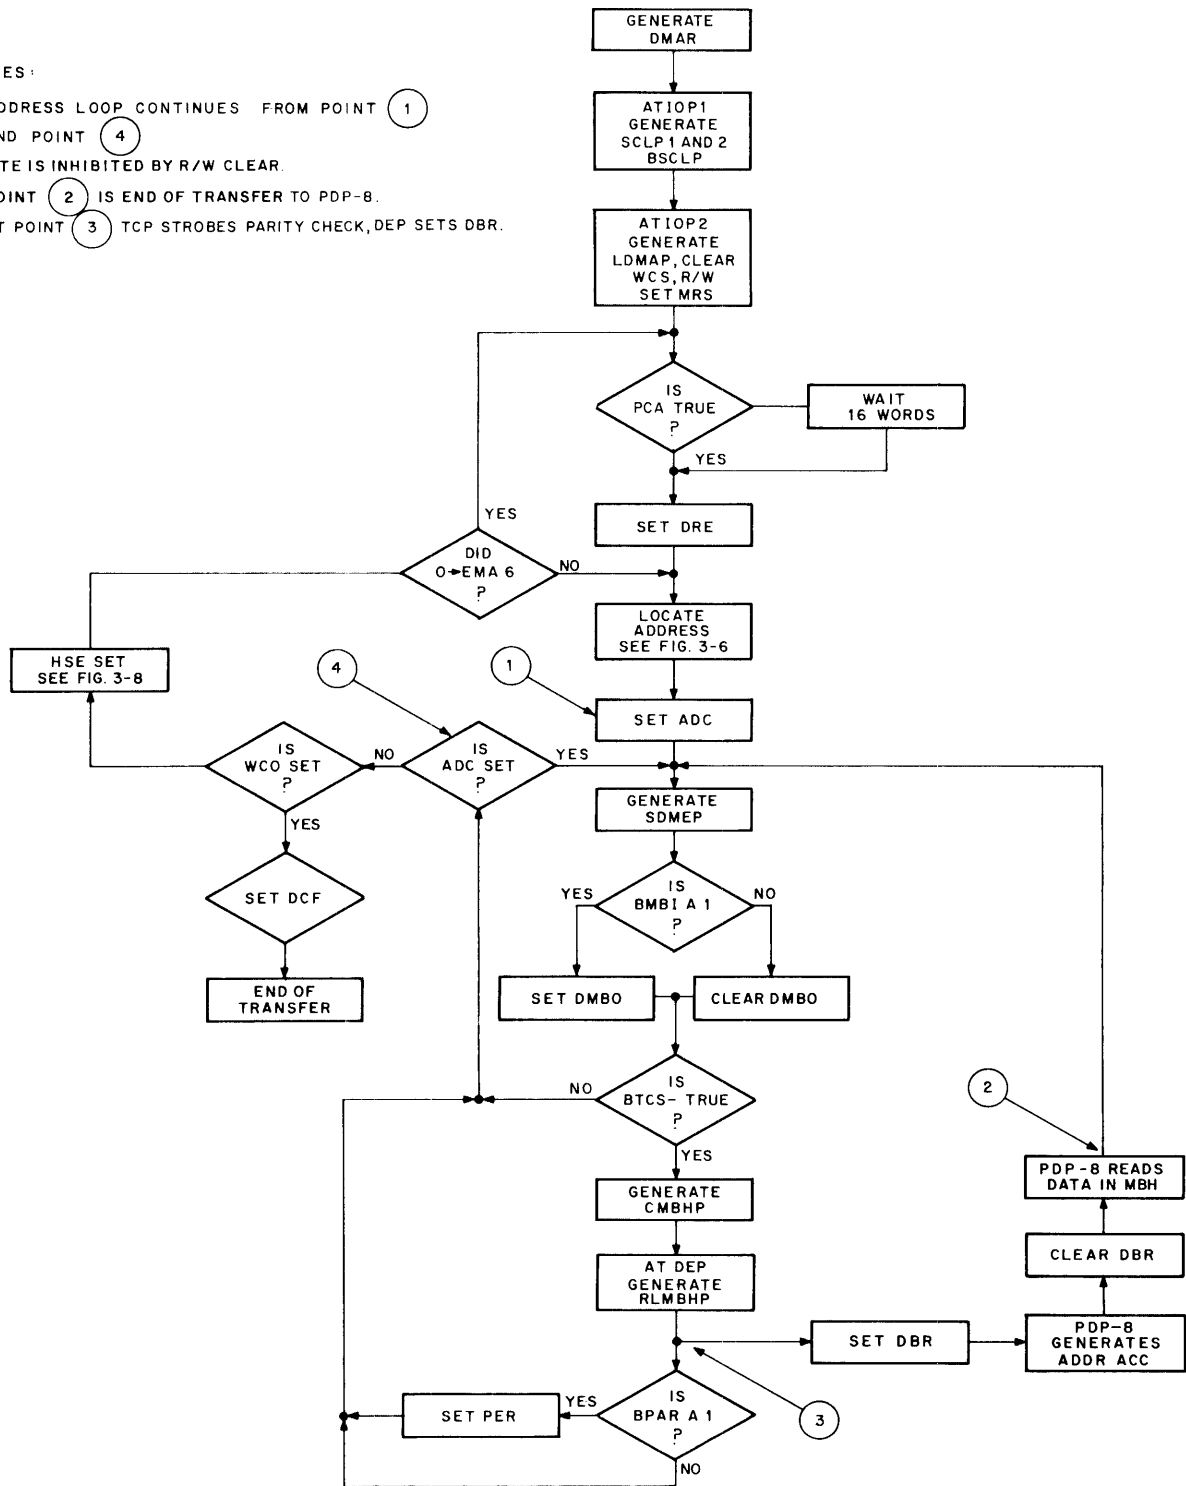 GENERATE
DMAR
ES:
DDRESS LOOP CONTINUES FROM POINT 1
ND POINT 4
TE IS INHIBITED BY R/W CLEAR.
OINT 2 IS END OF TRANSFER TO PDP-8.
T POINT 3 TCP STROBES PARITY CHECK, DEP SETS DBR.
ATIOP1
GENERATE
SCLP1 AND 2
BSCLP
ATIOP2
GENERATE
LDMAP, CLEAR
WCS, R/W
SET MRS
IS
PCA TRUE
?
WAIT
16 WORDS
YES
SET DRE
YES
DID
0→EMA 6
?
NO
LOCATE
ADDRESS
SEE FIG. 3-6
HSE SET
SEE FIG. 3-8
4
1
SET ADC
IS
WCO SET
?
NO
IS
ADC SET
?
YES
GENERATE
SDMEP
YES
SET DCF
YES
IS
BMBI A 1
?
NO
END OF
TRANSFER
SET DMBO
CLEAR DMBO
NO
IS
BTCS- TRUE
?
2
YES
GENERATE
CMBHP
PDP-8 READS
DATA IN MBH
AT DEP
GENERATE
RLMBHP
CLEAR DBR
SET DBR
PDP-8
GENERATES
ADDR ACC
SET PER
YES
IS
BPAR A 1
?
3
NO